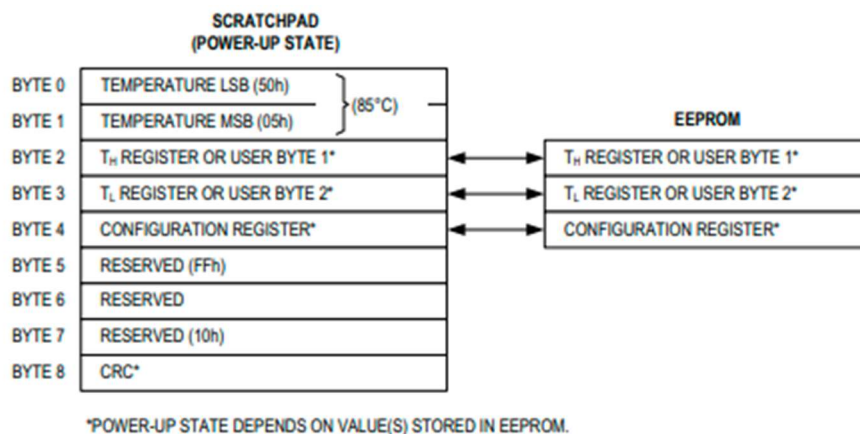 SCRATCHPAD
(POWER-UP STATE)
BYTE 0 TEMPERATURE LSB (50h)
(85°C)
BYTE 1 TEMPERATURE MSB (05h)
EEPROM
BYTE 2 TH REGISTER OR USER BYTE 1* TH REGISTER OR USER BYTE 1*
BYTE 3 TL REGISTER OR USER BYTE 2* TL REGISTER OR USER BYTE 2*
BYTE 4 CONFIGURATION REGISTER* CONFIGURATION REGISTER*
BYTE 5 RESERVED (FFh)
BYTE 6 RESERVED
BYTE 7 RESERVED (10h)
BYTE 8 CRC*
*POWER-UP STATE DEPENDS ON VALUE(S) STORED IN EEPROM.